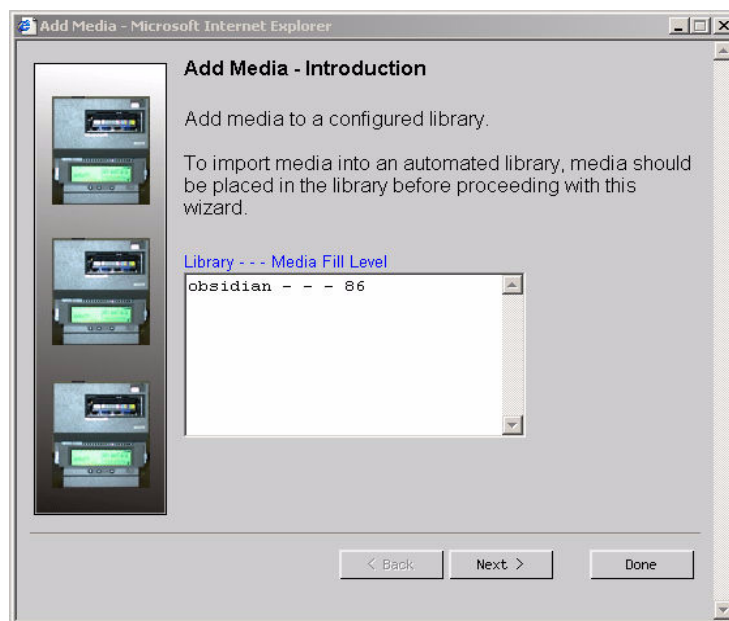 Add Media - Microsoft Internet Explorer
Add Media - Introduction
Add media to a configured library.
To import media into an automated library, media should
be placed in the library before proceeding with this
wizard.
Library - - - Media Fill Level
obsidian - - - 86
< Back Next > Done